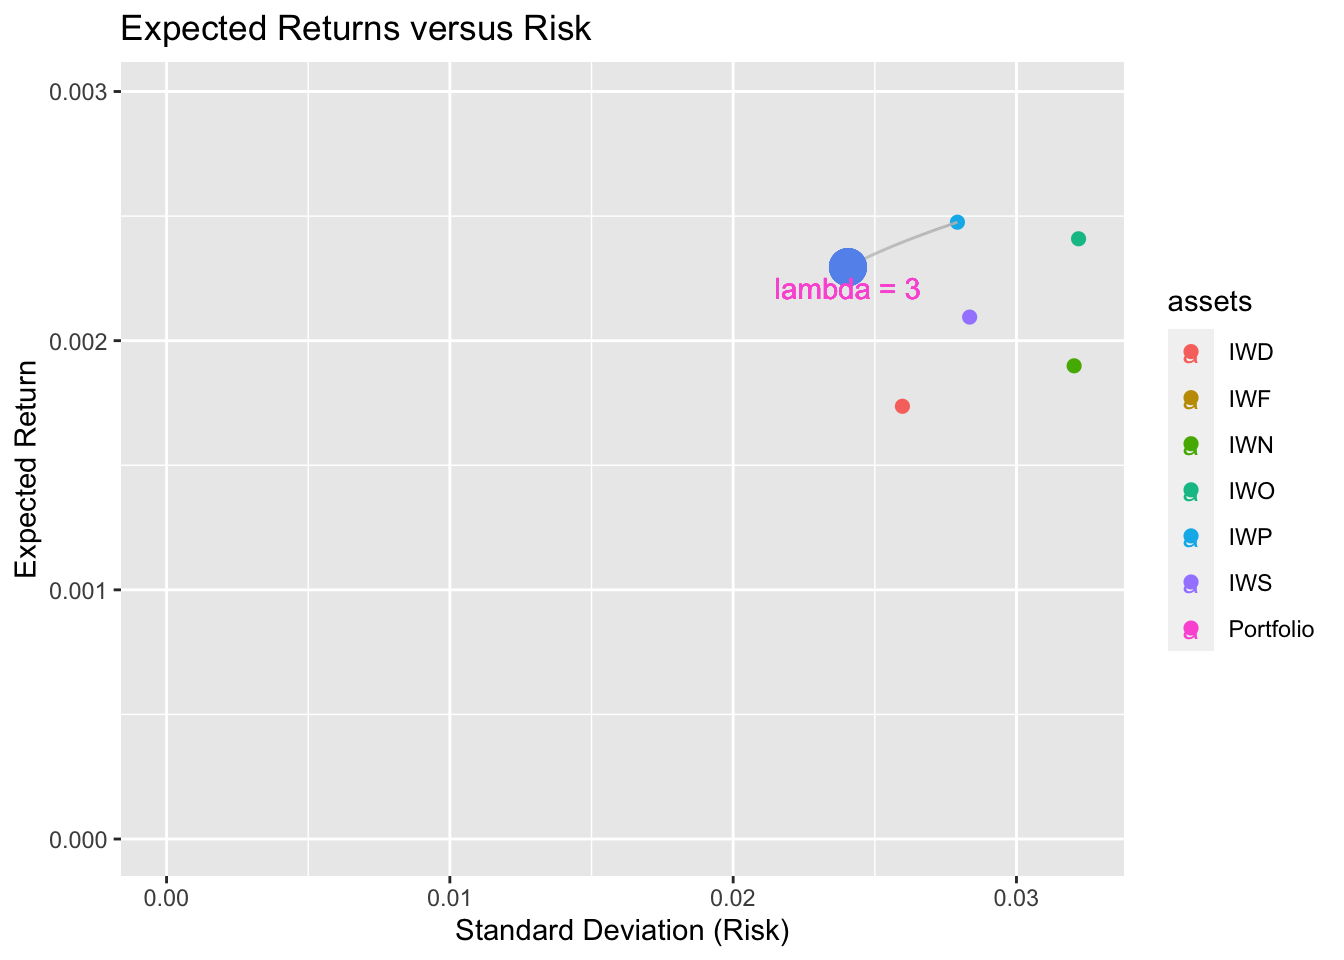 Expected Returns versus Risk
0.003
0.002
0.001
0.000
Expected Return
lambda = 3
0.00
0.01
0.02
0.03
Standard Deviation (Risk)
assets
a IWD
a IWF
a IWN
a IWO
a IWP
a IWS
a Portfolio